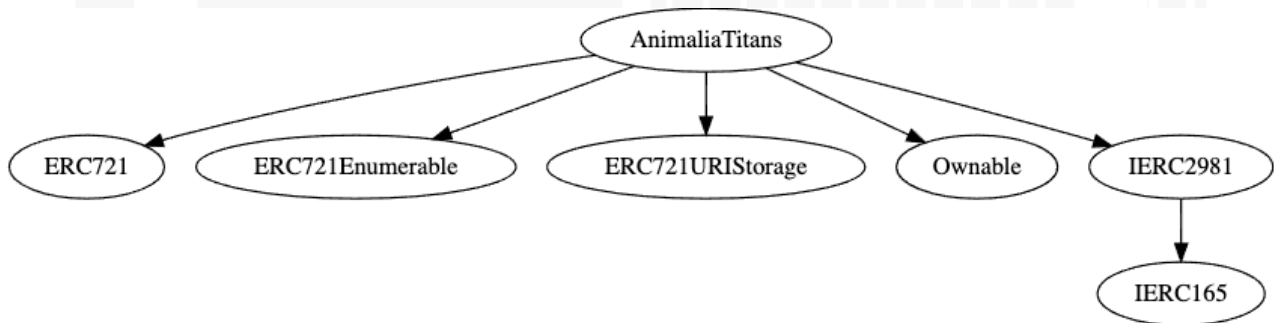 AnimaliaTitans
ERC721
ERC721Enumerable
ERC721URIStorage
Ownable
IERC2981
IERC165